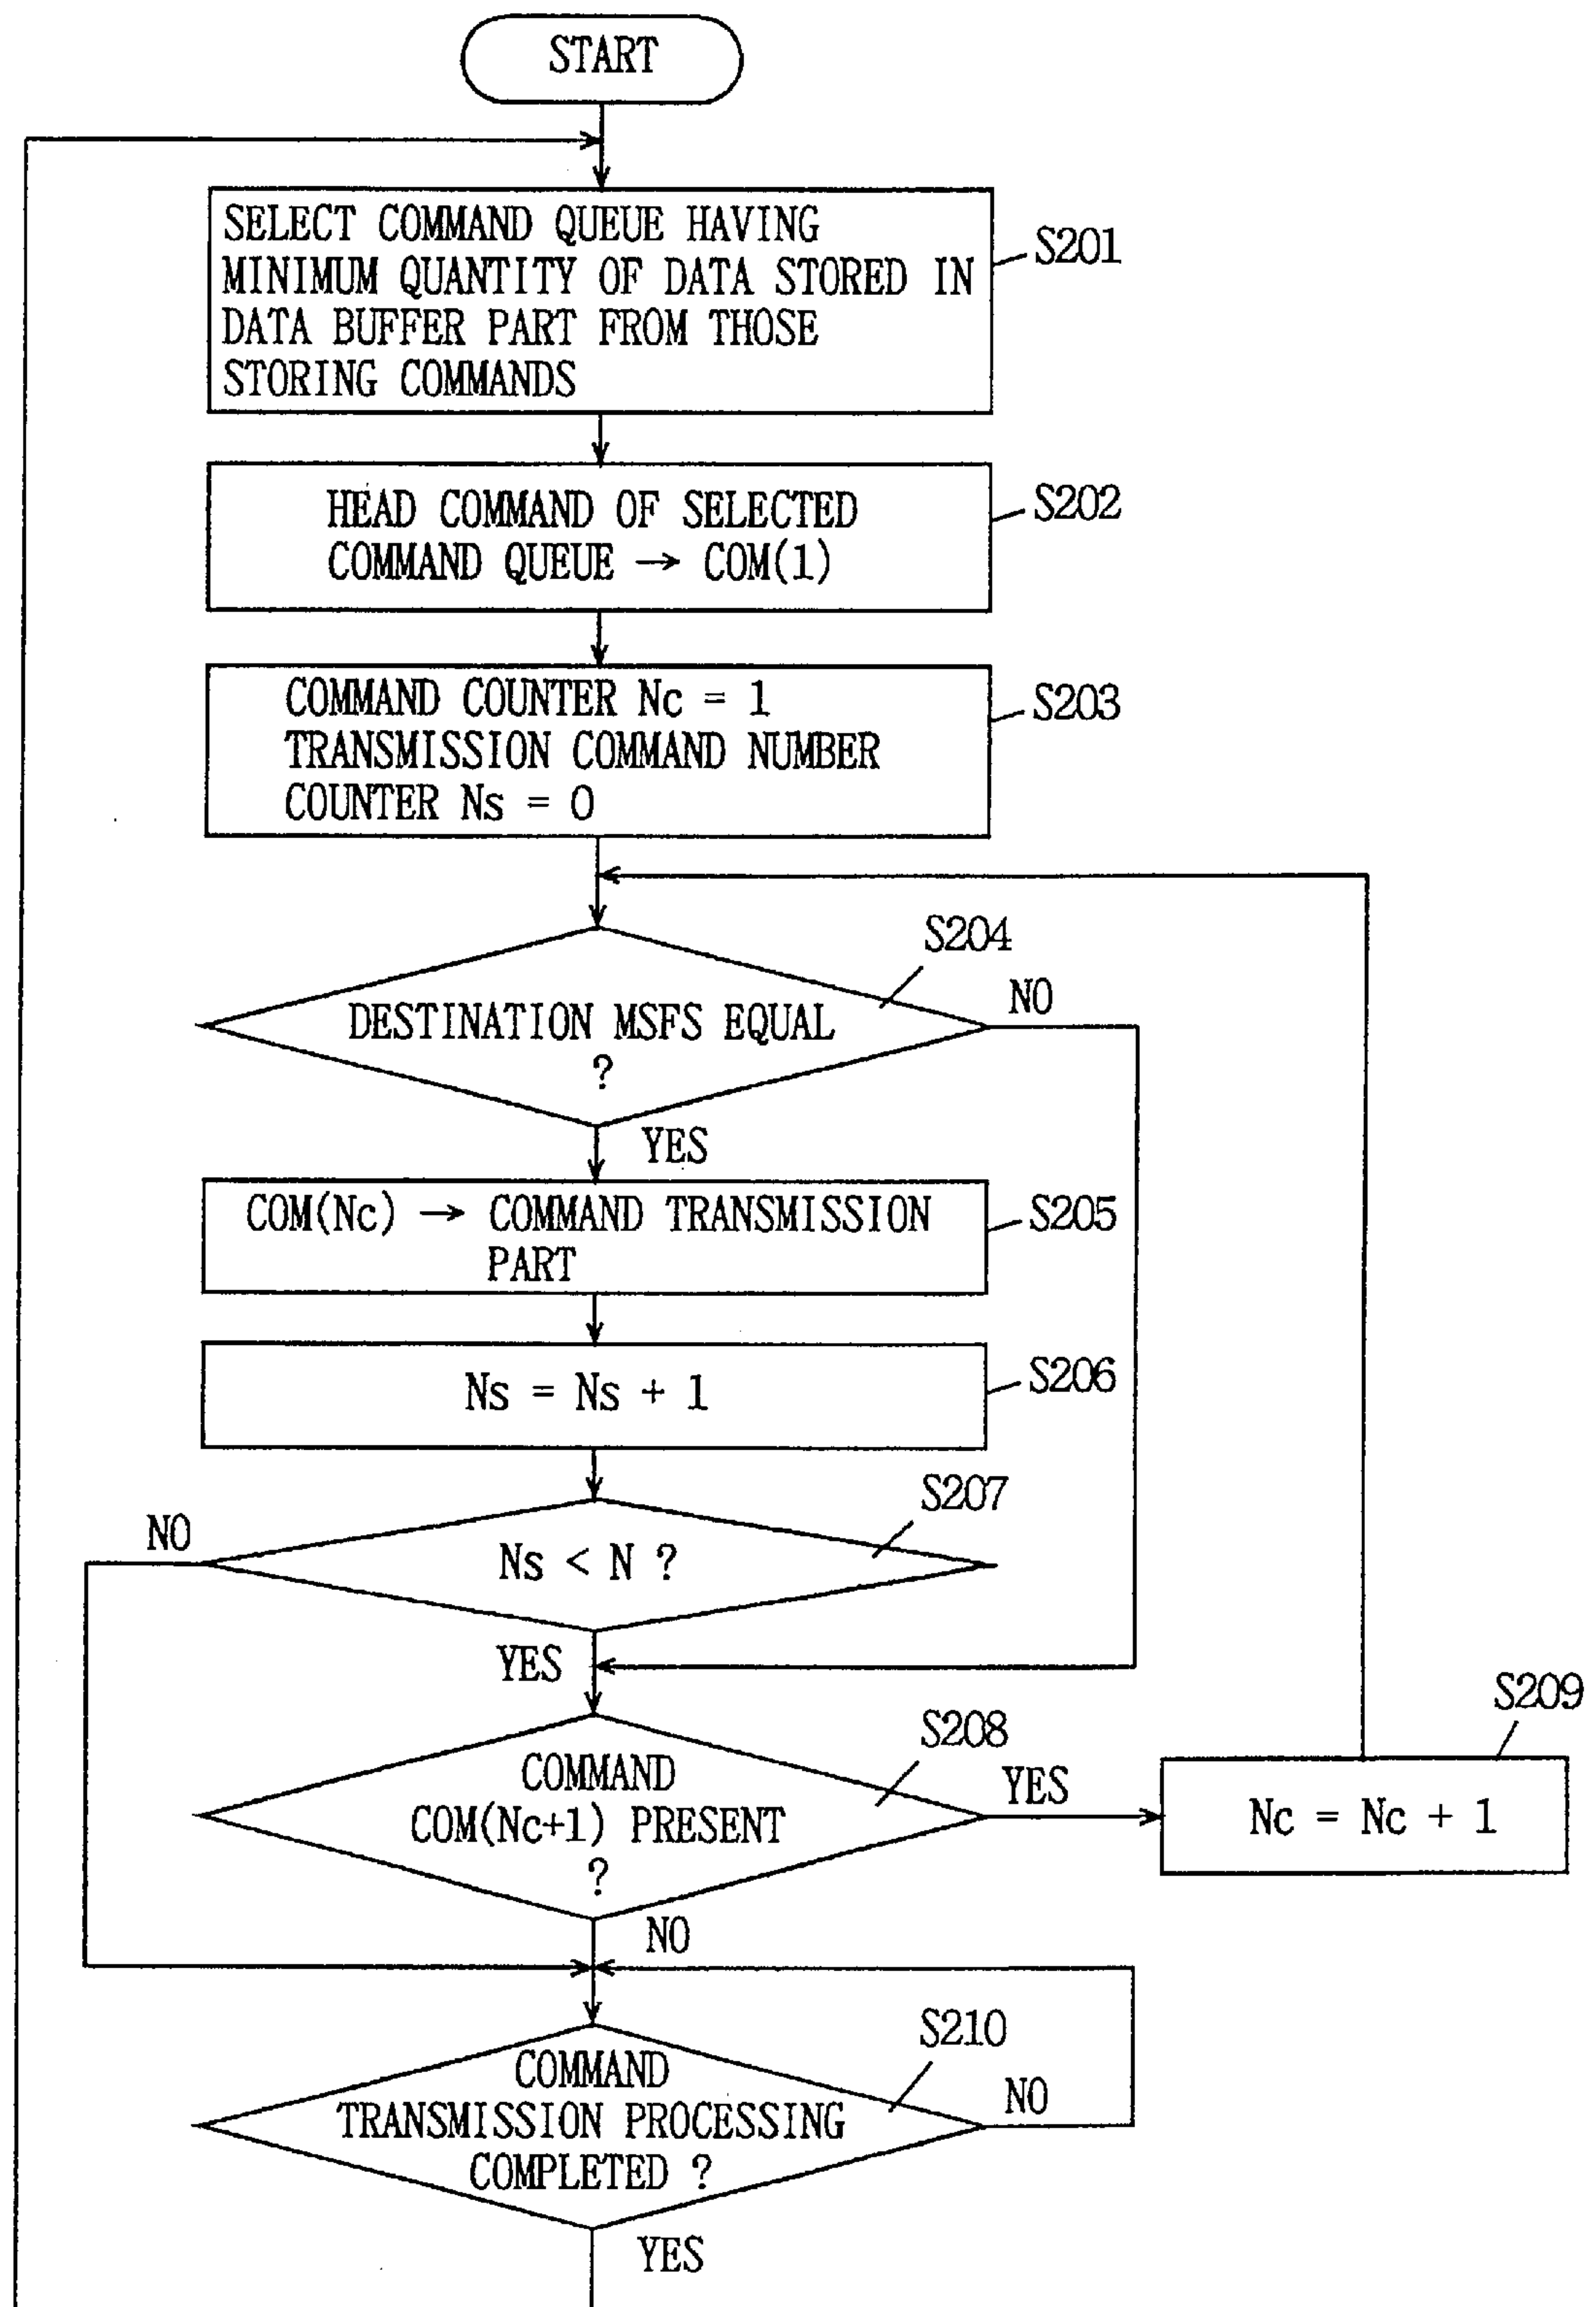 START
SELECT COMMAND QUEUE HAVING
MINIMUM QUANTITY OF DATA STORED IN
DATA BUFFER PART FROM THOSE
STORING COMMANDS
S201
HEAD COMMAND OF SELECTED
COMMAND QUEUE → COM(1)
S202
COMMAND COUNTER Nc = 1
TRANSMISSION COMMAND NUMBER
COUNTER Ns = 0
S203
S204
DESTINATION MSFS EQUAL
?
NO
YES
COM(Nc) → COMMAND TRANSMISSION
PART
S205
Ns = Ns + 1
S206
S207
NO
Ns < N ?
YES
S208
COMMAND
COM(Nc+1) PRESENT
?
YES
S209
Nc = Nc + 1
NO
S210
COMMAND
TRANSMISSION PROCESSING
COMPLETED ?
NO
YES